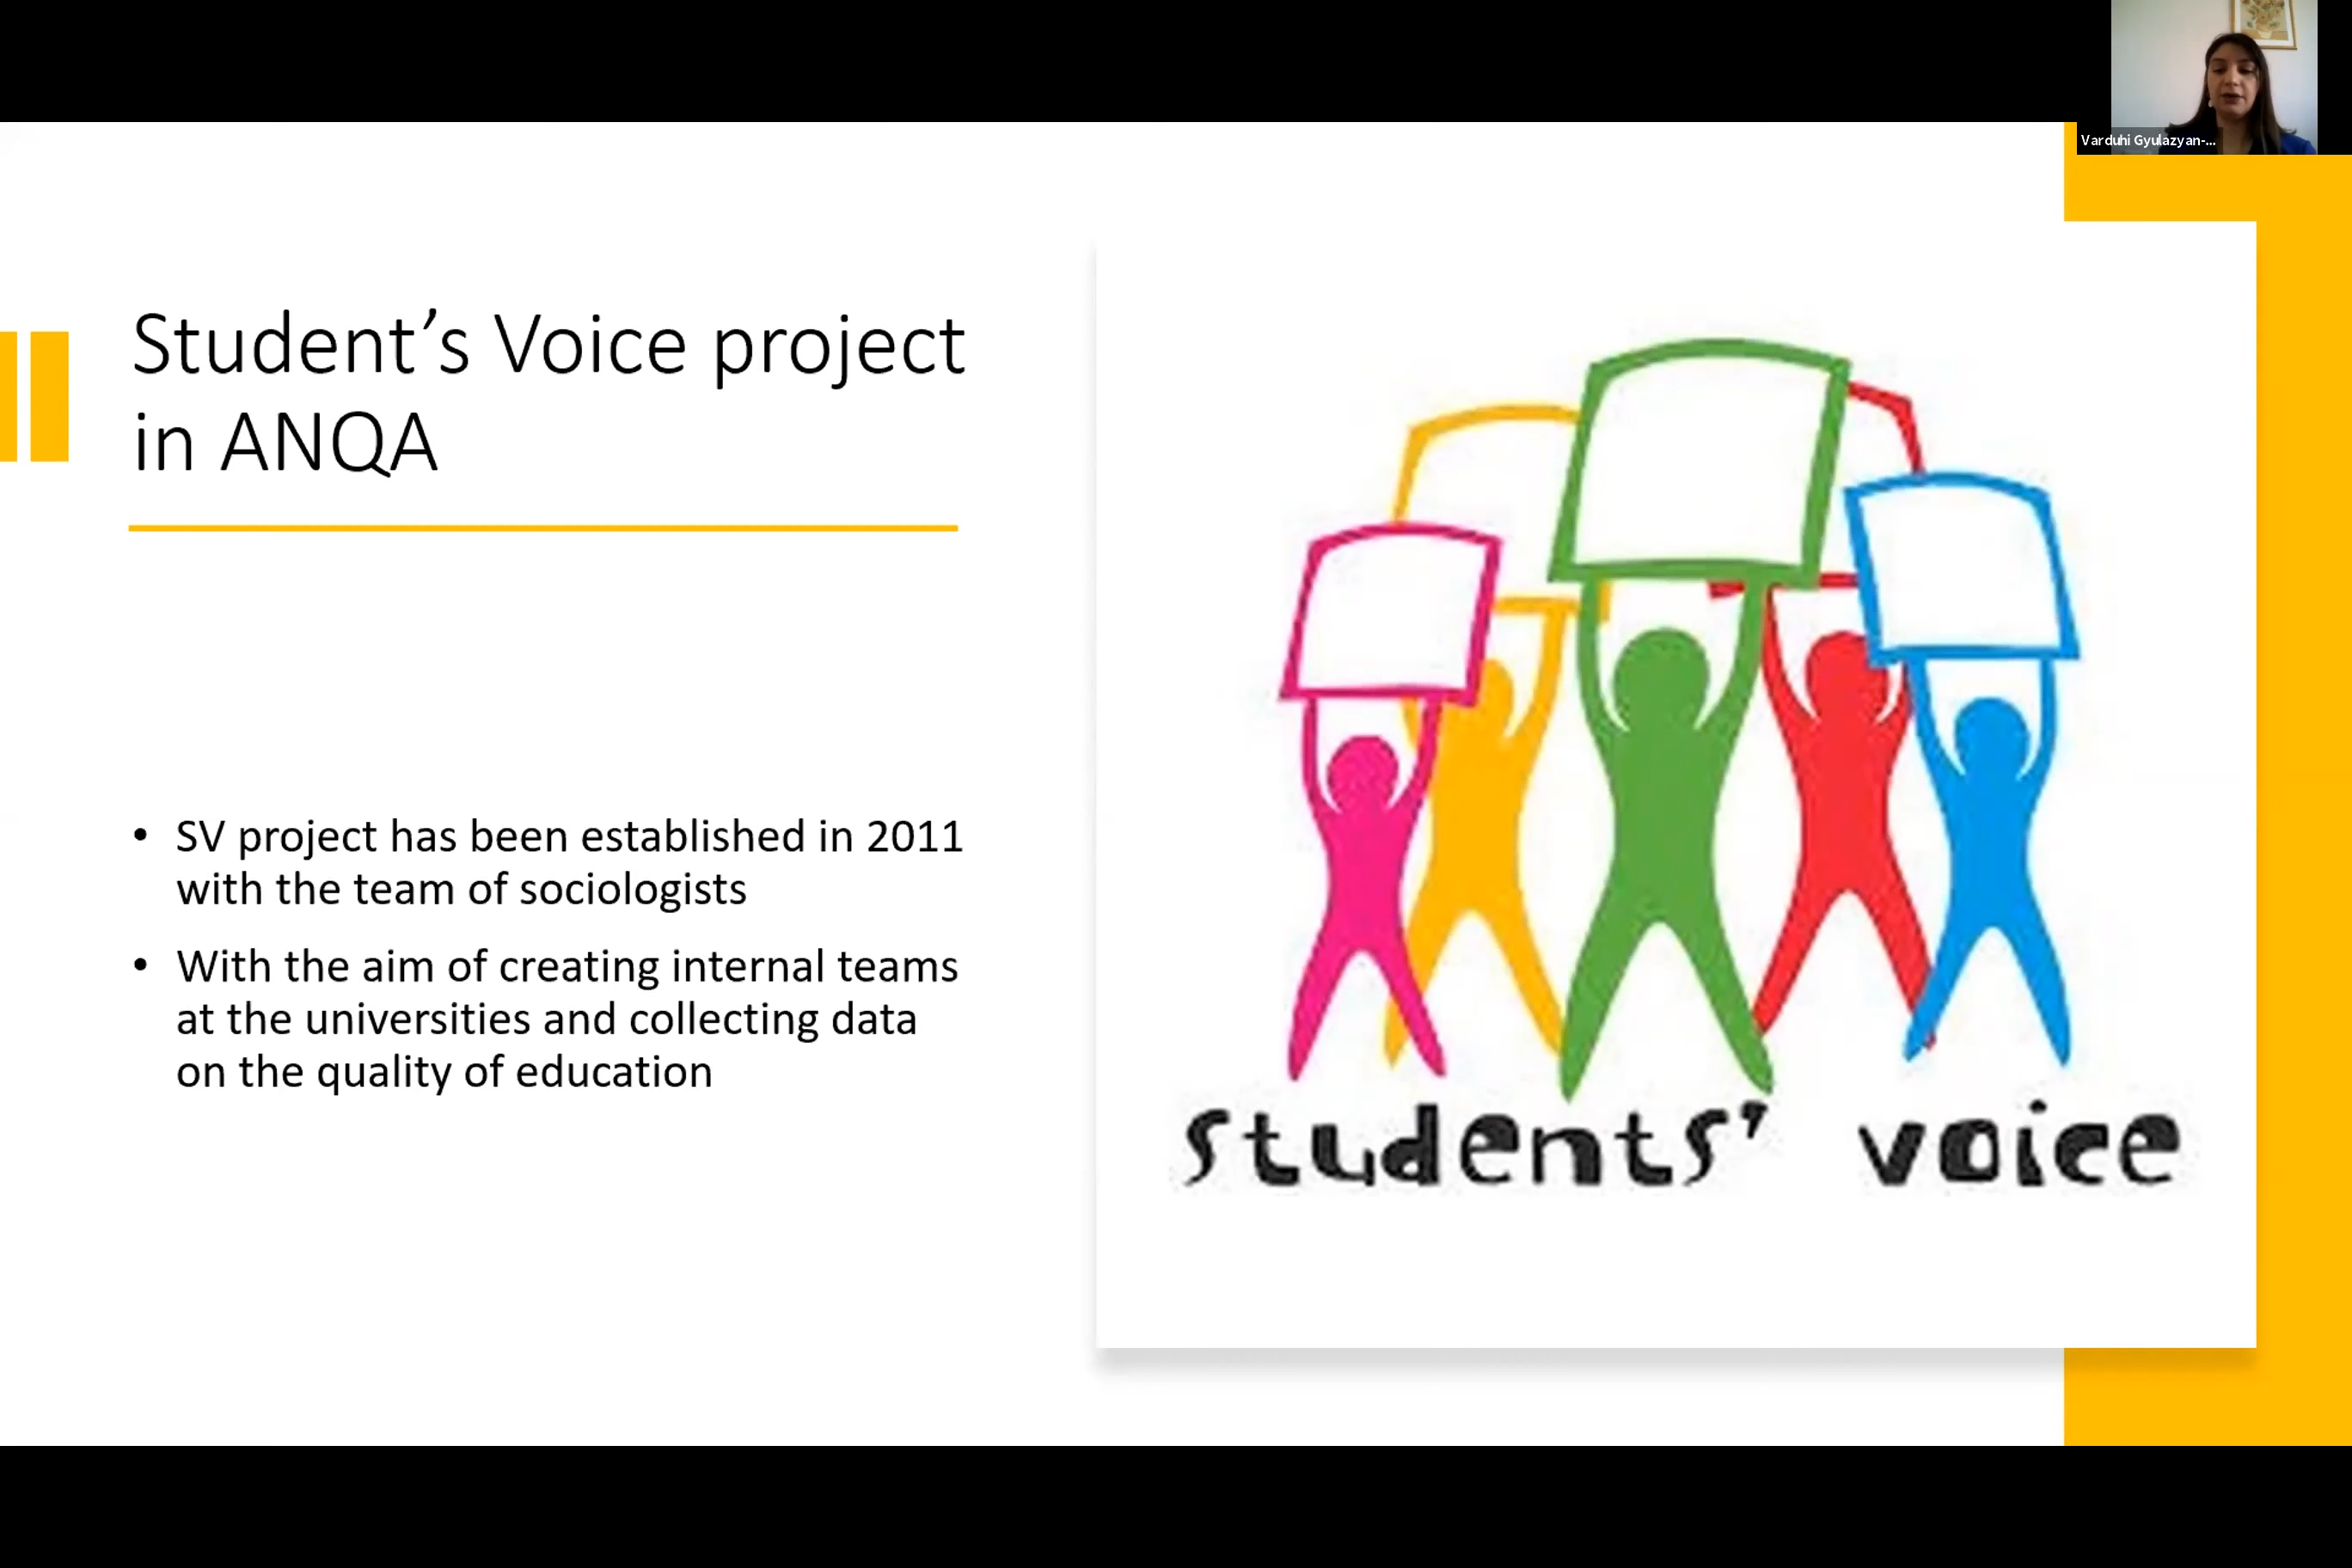 Varduhi Gyulazyan-...
Student’s Voice project
in ANQA
• SV project has been established in 2011
with the team of sociologists
• With the aim of creating internal teams
at the universities and collecting data
on the quality of education
students’ voice